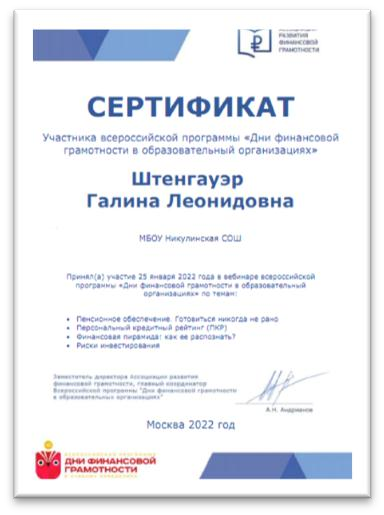 РАЗВИТИЯ
ФИНАНСОВОЙ
ГРАМОТНОСТИ
СЕРТИФИКАТ
Участника всероссийской программы «Дни финансовой
грамотности в образовательный организациях»
Штенгауэр
Галина Леонидовна
МБОУ Никулинская СОШ
Принял(а) участие 25 января 2022 года в вебинаре всероссийской
программы «Дни финансовой грамотности в образовательный
организациях» по темам:
• Пенсионное обеспечение. Готовиться никогда не рано
• Персональный кредитный рейтинг (ПКР)
• Финансовая пирамида: как ее распознать?
• Риски инвестирования
Заместитель директора Ассоциации развития
финансовой грамотности, главный координатор
Всероссийской программы "Дни финансовой грамотности
в образовательных организациях"
А.Н. Андрианов
Москва 2022 год
ДНИ ФИНАНСОВОЙ
ГРАМОТНОСТИ